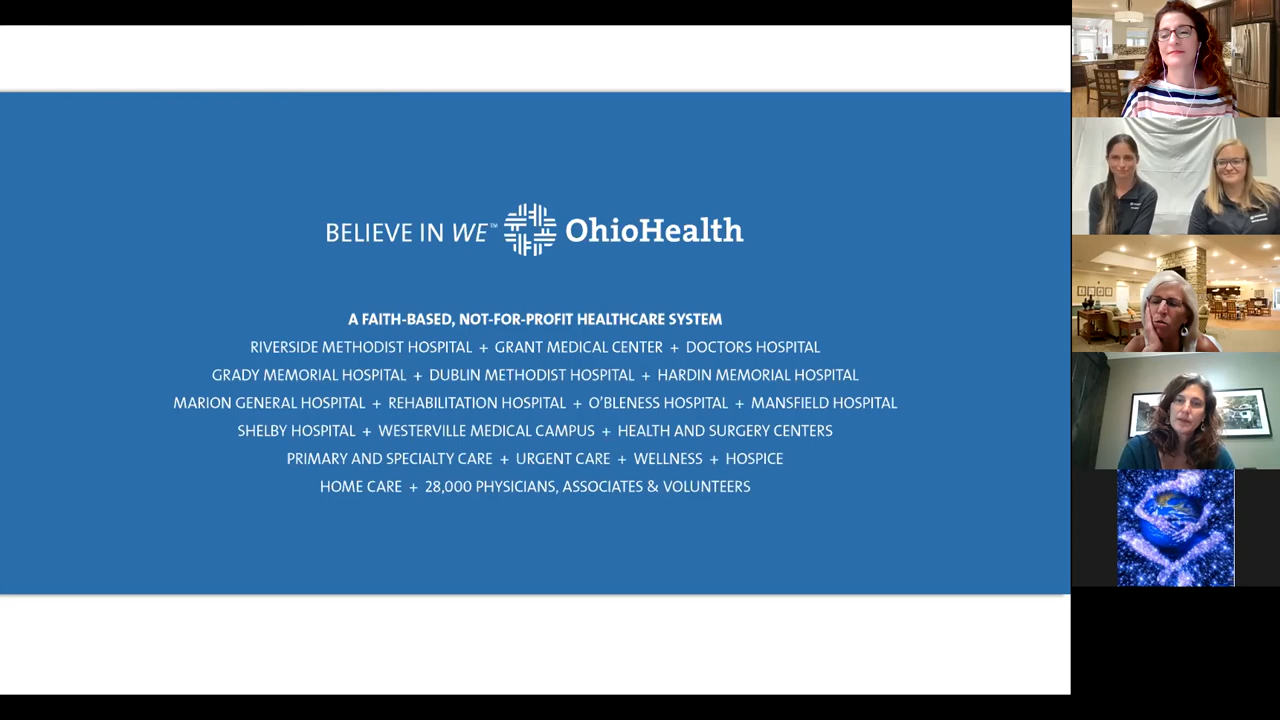 BELIEVE IN WE™ OhioHealth
A FAITH-BASED, NOT-FOR-PROFIT HEALTHCARE SYSTEM
RIVERSIDE METHODIST HOSPITAL + GRANT MEDICAL CENTER + DOCTORS HOSPITAL
GRADY MEMORIAL HOSPITAL + DUBLIN METHODIST HOSPITAL + HARDIN MEMORIAL HOSPITAL
MARION GENERAL HOSPITAL + REHABILITATION HOSPITAL + O'BLENESS HOSPITAL + MANSFIELD HOSPITAL
SHELBY HOSPITAL + WESTERVILLE MEDICAL CAMPUS + HEALTH AND SURGERY CENTERS
PRIMARY AND SPECIALTY CARE + URGENT CARE + WELLNESS + HOSPICE
HOME CARE + 28,000 PHYSICIANS, ASSOCIATES & VOLUNTEERS